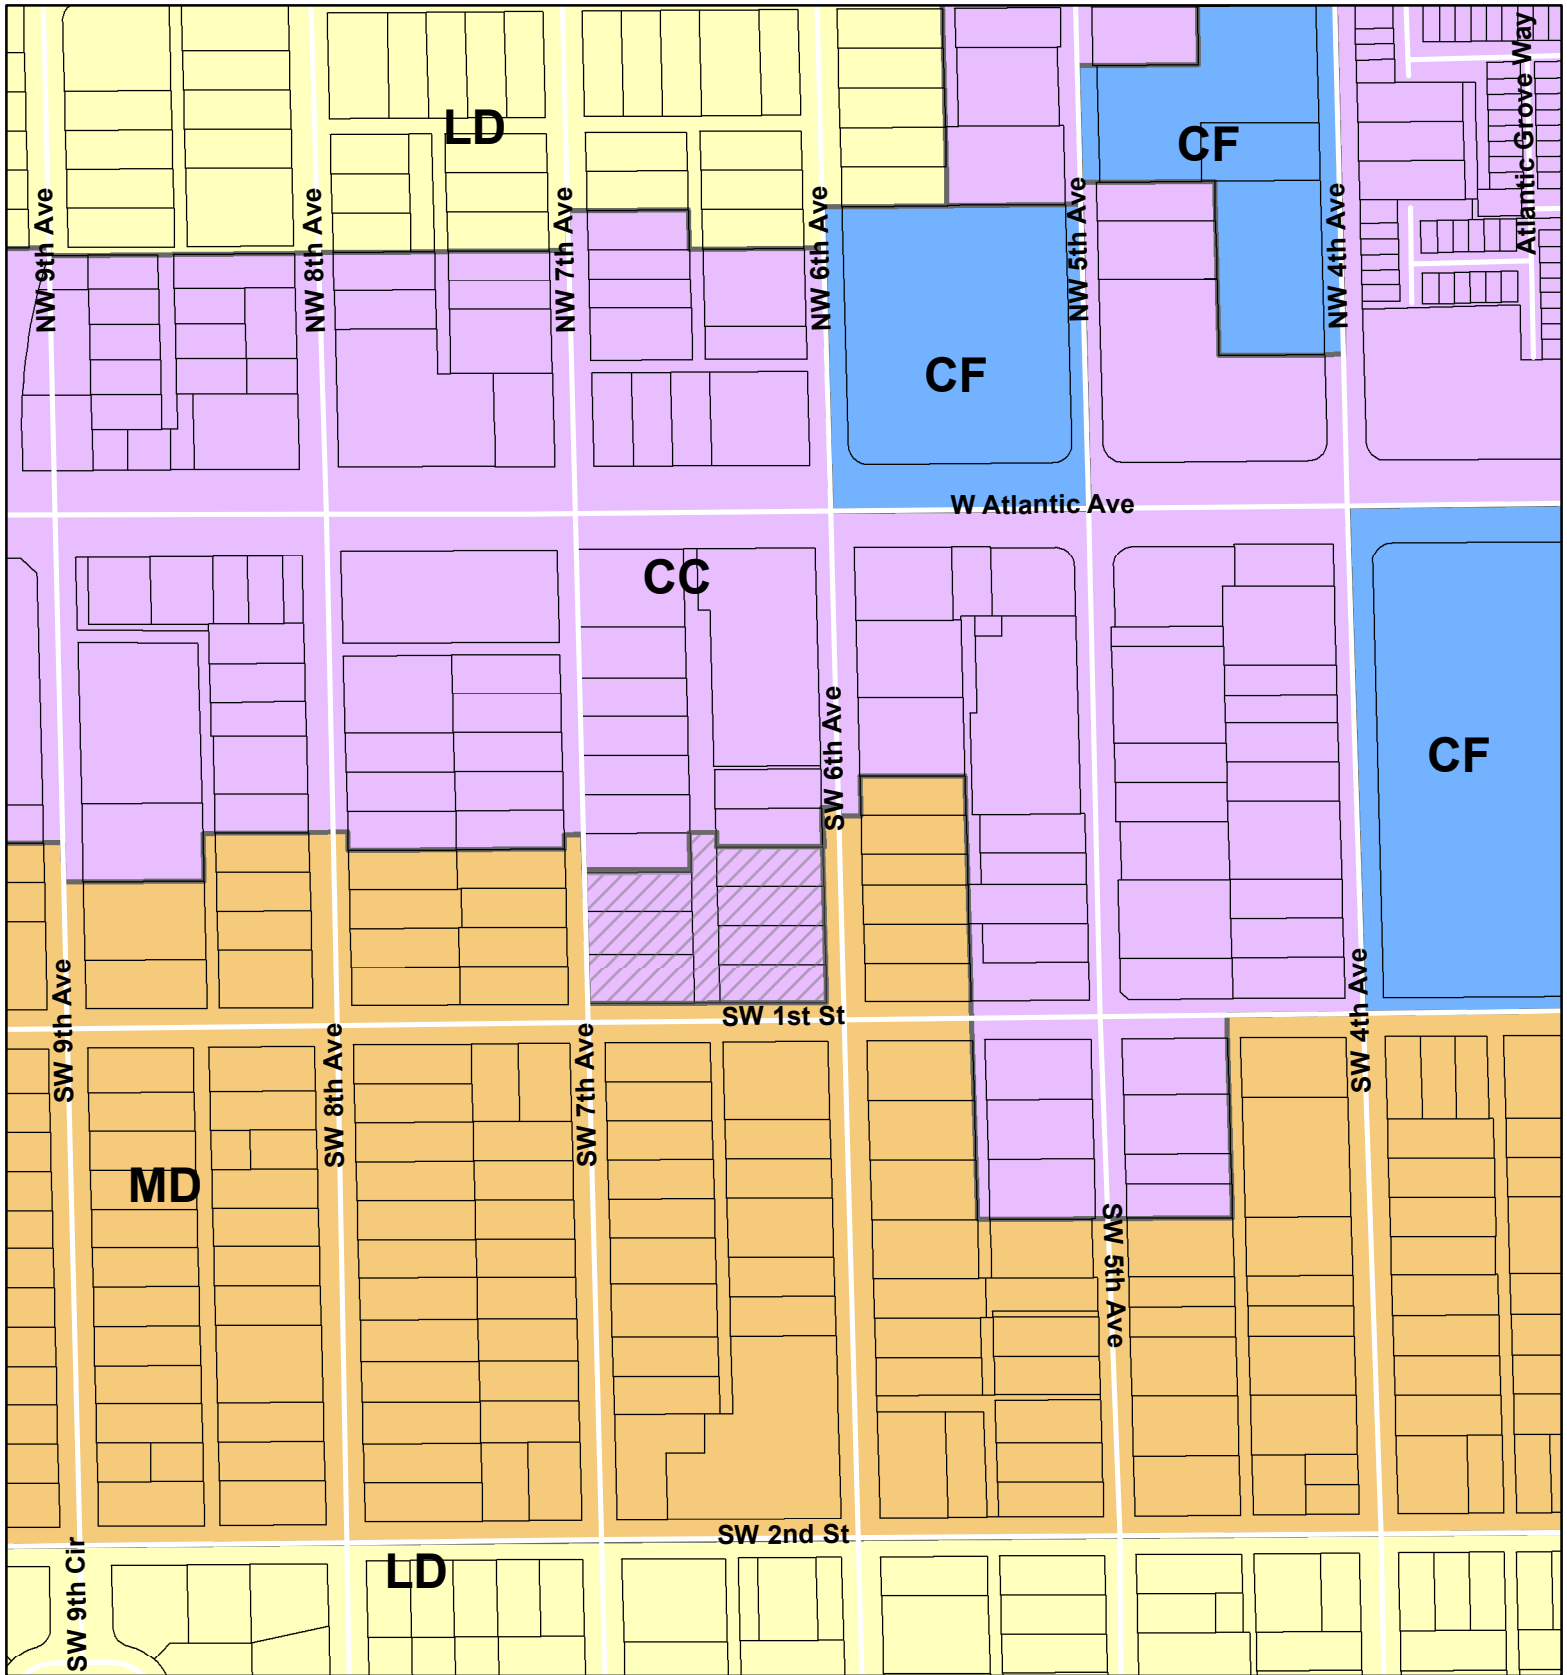 Atlantic Grove Way
LD
CF
NW 9th Ave
NW 8th Ave
NW 7th Ave
NW 6th Ave
NW 5th Ave
NW 4th Ave
CF
W Atlantic Ave
CC
SW 6th Ave
CF
SW 9th Ave
SW 8th Ave
SW 7th Ave
SW 1st St
SW 4th Ave
MD
SW 5th Ave
SW 2nd St
SW 9th Cir
LD